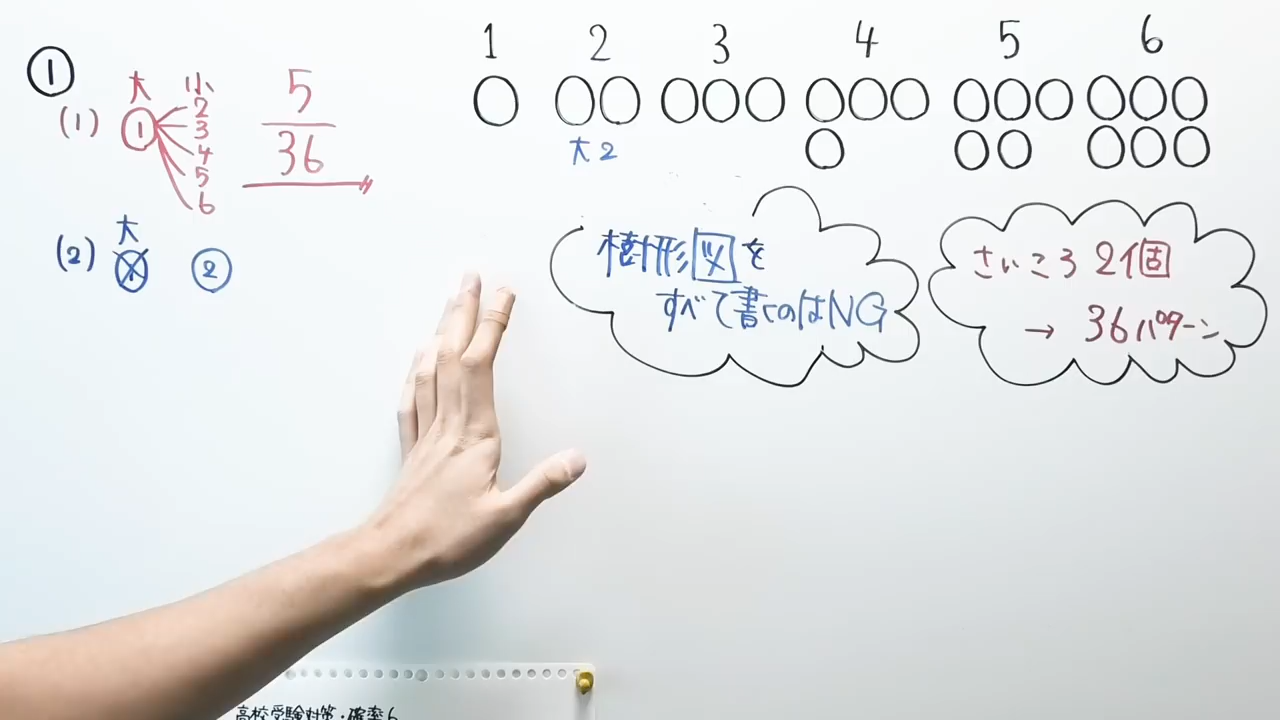 ①
(1) 大 小
① 2
3
4
5
6
5
36
(2) 大
① ②
1 2 3 4 5 6
大 2
樹形図を
すべて書くのはNG
さいころ 2個
→ 36パターン
高校受験対策・確率6